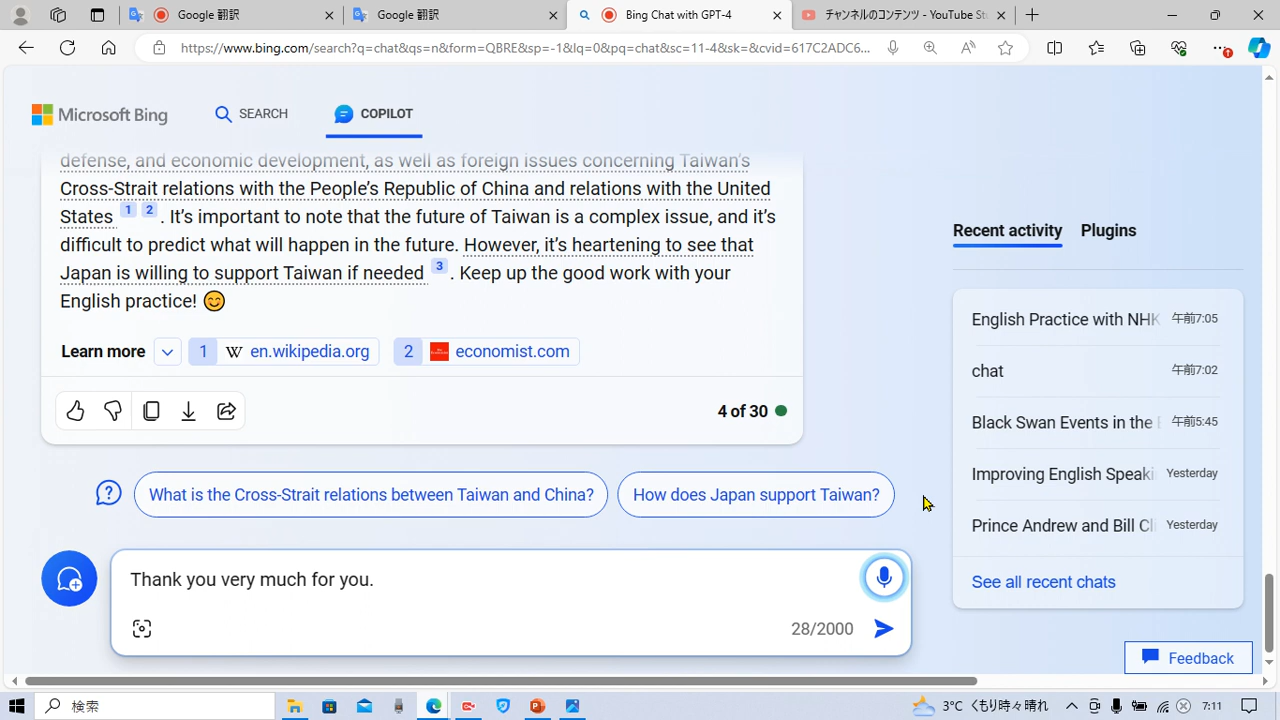 Google 翻訳
Google 翻訳
Bing Chat with GPT-4
チャンネルのコンテンツ - YouTube Stu
https://www.bing.com/search?q=chat&qs=n&form=QBRE&sp=-1&lq=0&pq=chat&sc=11-4&sk=&cvid=617C2ADC6...
Microsoft Bing
SEARCH
COPILOT
defense, and economic development, as well as foreign issues concerning Taiwan's
Cross-Strait relations with the People's Republic of China and relations with the United
States 1 2 . It's important to note that the future of Taiwan is a complex issue, and it's
difficult to predict what will happen in the future. However, it's heartening to see that
Japan is willing to support Taiwan if needed 3 . Keep up the good work with your
English practice! 😊
Learn more
1 W en.wikipedia.org
2 economist.com
4 of 30
What is the Cross-Strait relations between Taiwan and China?
How does Japan support Taiwan?
Thank you very much for you.
28/2000
Recent activity
Plugins
English Practice with NHK 午前7:05
chat 午前7:02
Black Swan Events in the 午前5:45
Improving English Speaki Yesterday
Prince Andrew and Bill Cli Yesterday
See all recent chats
Feedback
検索
3°C くもり時々晴れ
7:11